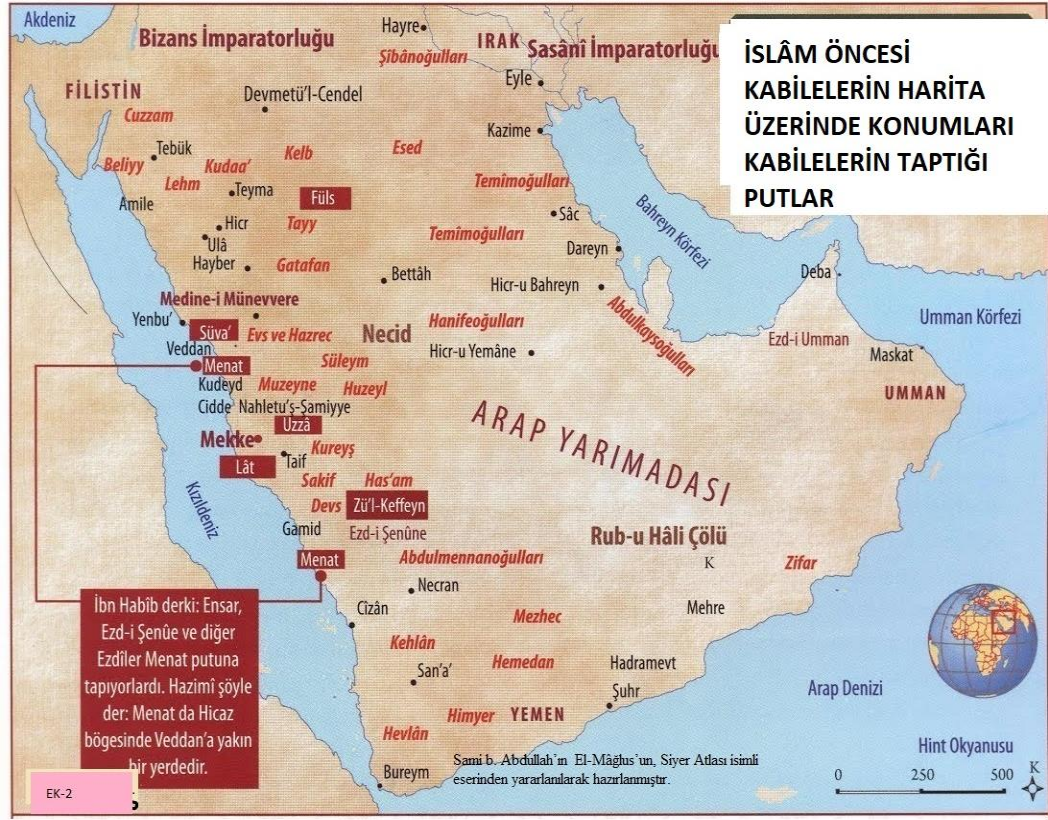 Akdeniz
Bizans İmparatorluğu
Hayre
IRAK
Sasânî İmparatorluğu
Şîbânoğulları
Eyle
İSLÂM ÖNCESİ
KABİLELERİN HARİTA
ÜZERİNDE KONUMLARI
KABİLELERİN TAPTIĞI
PUTLAR
FİLİSTİN
Cuzzam
Devmetü’l-Cendel
Kazime
Tebük
Beliyy
Kudaa’
Kelb
Esed
Lehm
Teyma
Füls
Temîmoğulları
Amile
Hicr
Tayy
Sâc
Bahreyn Körfezi
Ulâ
Temîmoğulları
Dareyn
Hayber
Gatafan
Bettâh
Hicr-u Bahreyn
Deba
Medine-i Münevvere
Abdulkaysoğulları
Yenbu’
Süva’
Evs ve Hazrec
Necid
Hanifeoğulları
Umman Körfezi
Veddan
Hicr-u Yemâne
Ezd-i Umman
Maskat
Menat
Süleym
Kudeyd
Muzeyne
Huzeyl
UMMAN
Cidde
Nahletu’ş-Şamiyye
Uzzâ
ARAP YARIMADASI
Mekke
Kureyş
Lât
Taif
Sakif
Has’am
Kızıldeniz
Devs
Zü’l-Keffeyn
Gamid
Ezd-i Şenûne
Rub-u Hâli Çölü
Menat
Abdulmennanoğulları
K
Zifar
Necran
Cîzân
Mezhec
Mehre
İbn Habîb derki: Ensar,
Ezd-i Şenûe ve diğer
Ezdîler Menat putuna
tapıyorlardı. Hazimî şöyle
der: Menat da Hicaz
bögesinde Veddan’a yakın
bir yerdedir.
Kehlân
San’a’
Hemedan
Hadramevt
Şuhr
Arap Denizi
Himyer
YEMEN
Hevlân
Hint Okyanusu
Bureym
Sami b. Abdullah’ın El-Mâğlus’un, Siyer Atlası isimli
eserinden yararlanılarak hazırlanmıştır.
0 250 500
K
EK-2